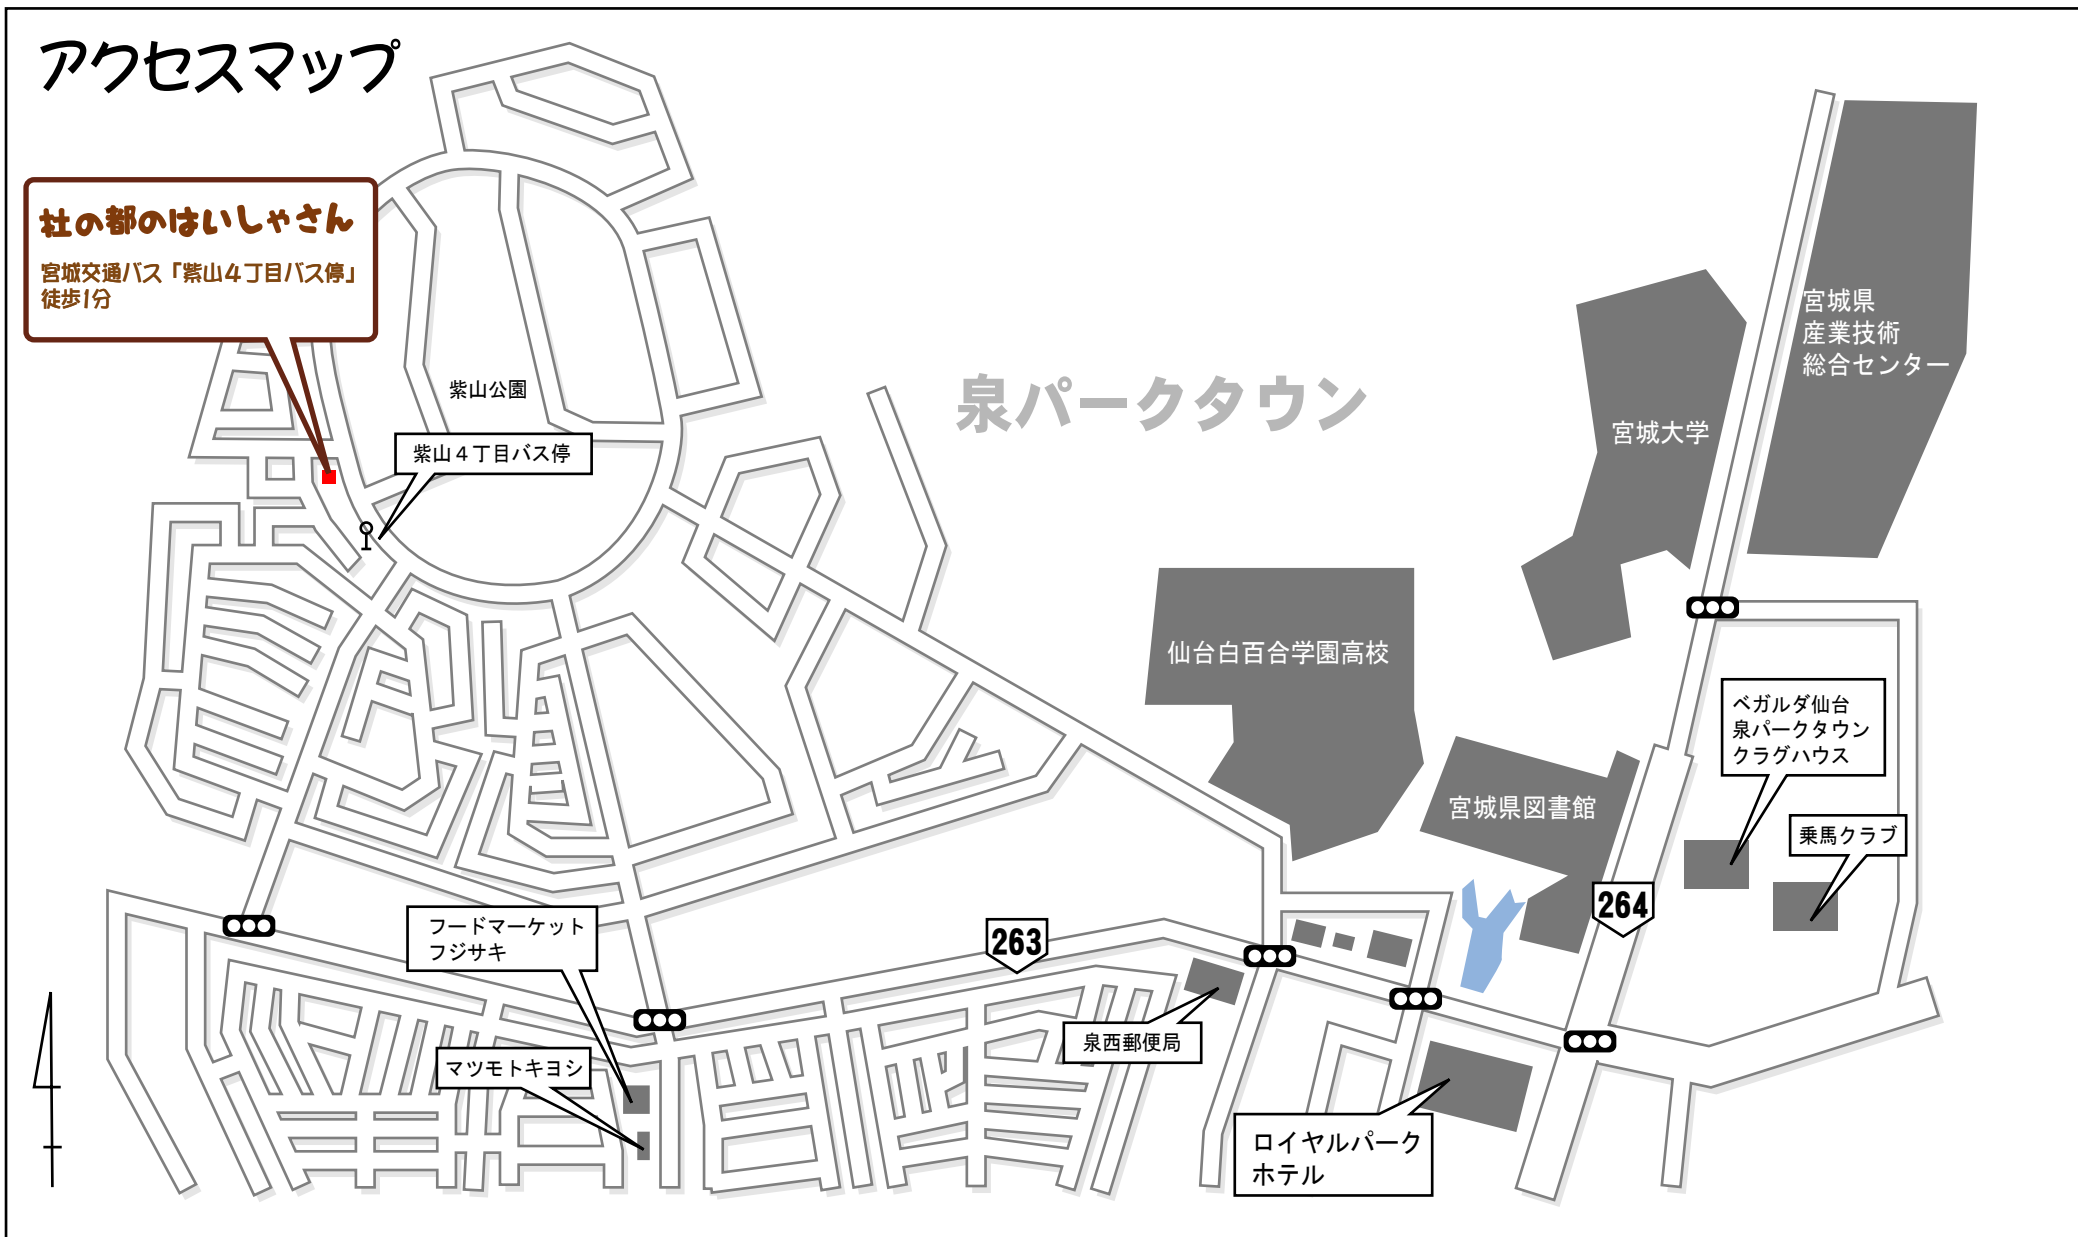 アクセスマップ
杜の都のはいしゃさん
宮城交通バス「紫山4丁目バス停」
徒歩1分
紫山公園
紫山4丁目バス停
泉パークタウン
宮城県
産業技術
総合センター
宮城大学
仙台白百合学園高校
宮城県図書館
ベガルダ仙台
泉パークタウン
クラグハウス
乗馬クラブ
264
263
フードマーケット
フジサキ
マツモトキヨシ
泉西郵便局
ロイヤルパーク
ホテル